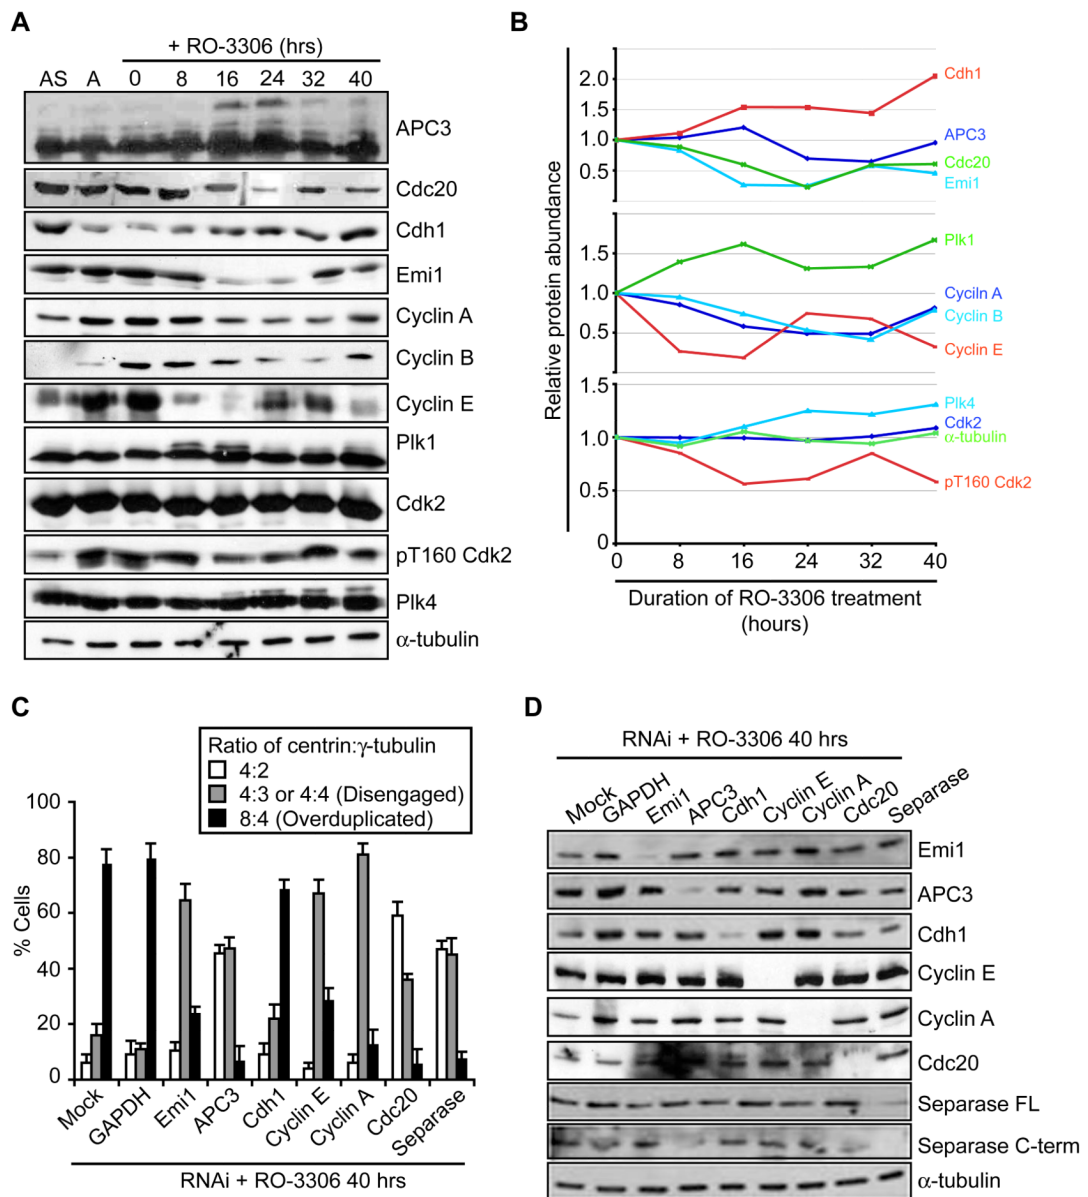 A
+ RO-3306 (hrs)
AS A 0 8 16 24 32 40
APC3
Cdc20
Cdh1
Emi1
Cyclin A
Cyclin B
Cyclin E
Plk1
Cdk2
pT160 Cdk2
Plk4
α-tubulin
B
Relative protein abundance
2.0
1.5
1.0
0.5
Cdh1
APC3
Cdc20
Emi1
1.5
1.0
0.5
Plk1
Cyciln A
Cyclin B
Cyclin E
1.5
1.0
0.5
0
Plk4
Cdk2
α-tubulin
pT160 Cdk2
0 8 16 24 32 40
Duration of RO-3306 treatment
(hours)
C
Ratio of centrin:γ-tubulin
4:2
4:3 or 4:4 (Disengaged)
8:4 (Overduplicated)
% Cells
100
80
60
40
20
0
Mock GAPDH Emi1 APC3 Cdh1 Cyclin E Cyclin A Cdc20 Separase
RNAi + RO-3306 40 hrs
D
RNAi + RO-3306 40 hrs
Mock GAPDH Emi1 APC3 Cdh1 Cyclin E Cyclin A Cdc20 Separase
Emi1
APC3
Cdh1
Cyclin E
Cyclin A
Cdc20
Separase FL
Separase C-term
α-tubulin